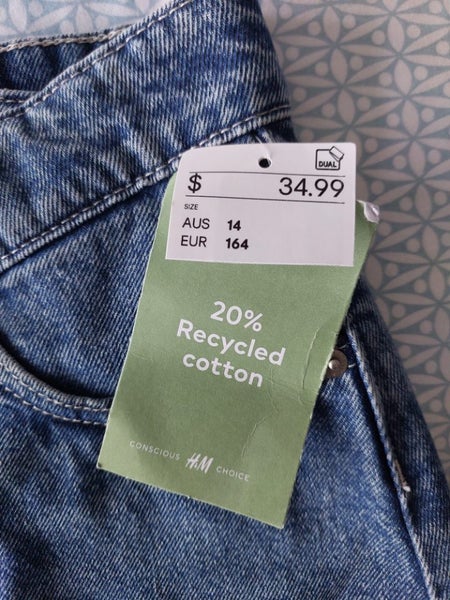 DUAL
$ 34.99
SIZE
AUS 14
EUR 164
20%
Recycled
cotton
CONSCIOUS H&M CHOICE